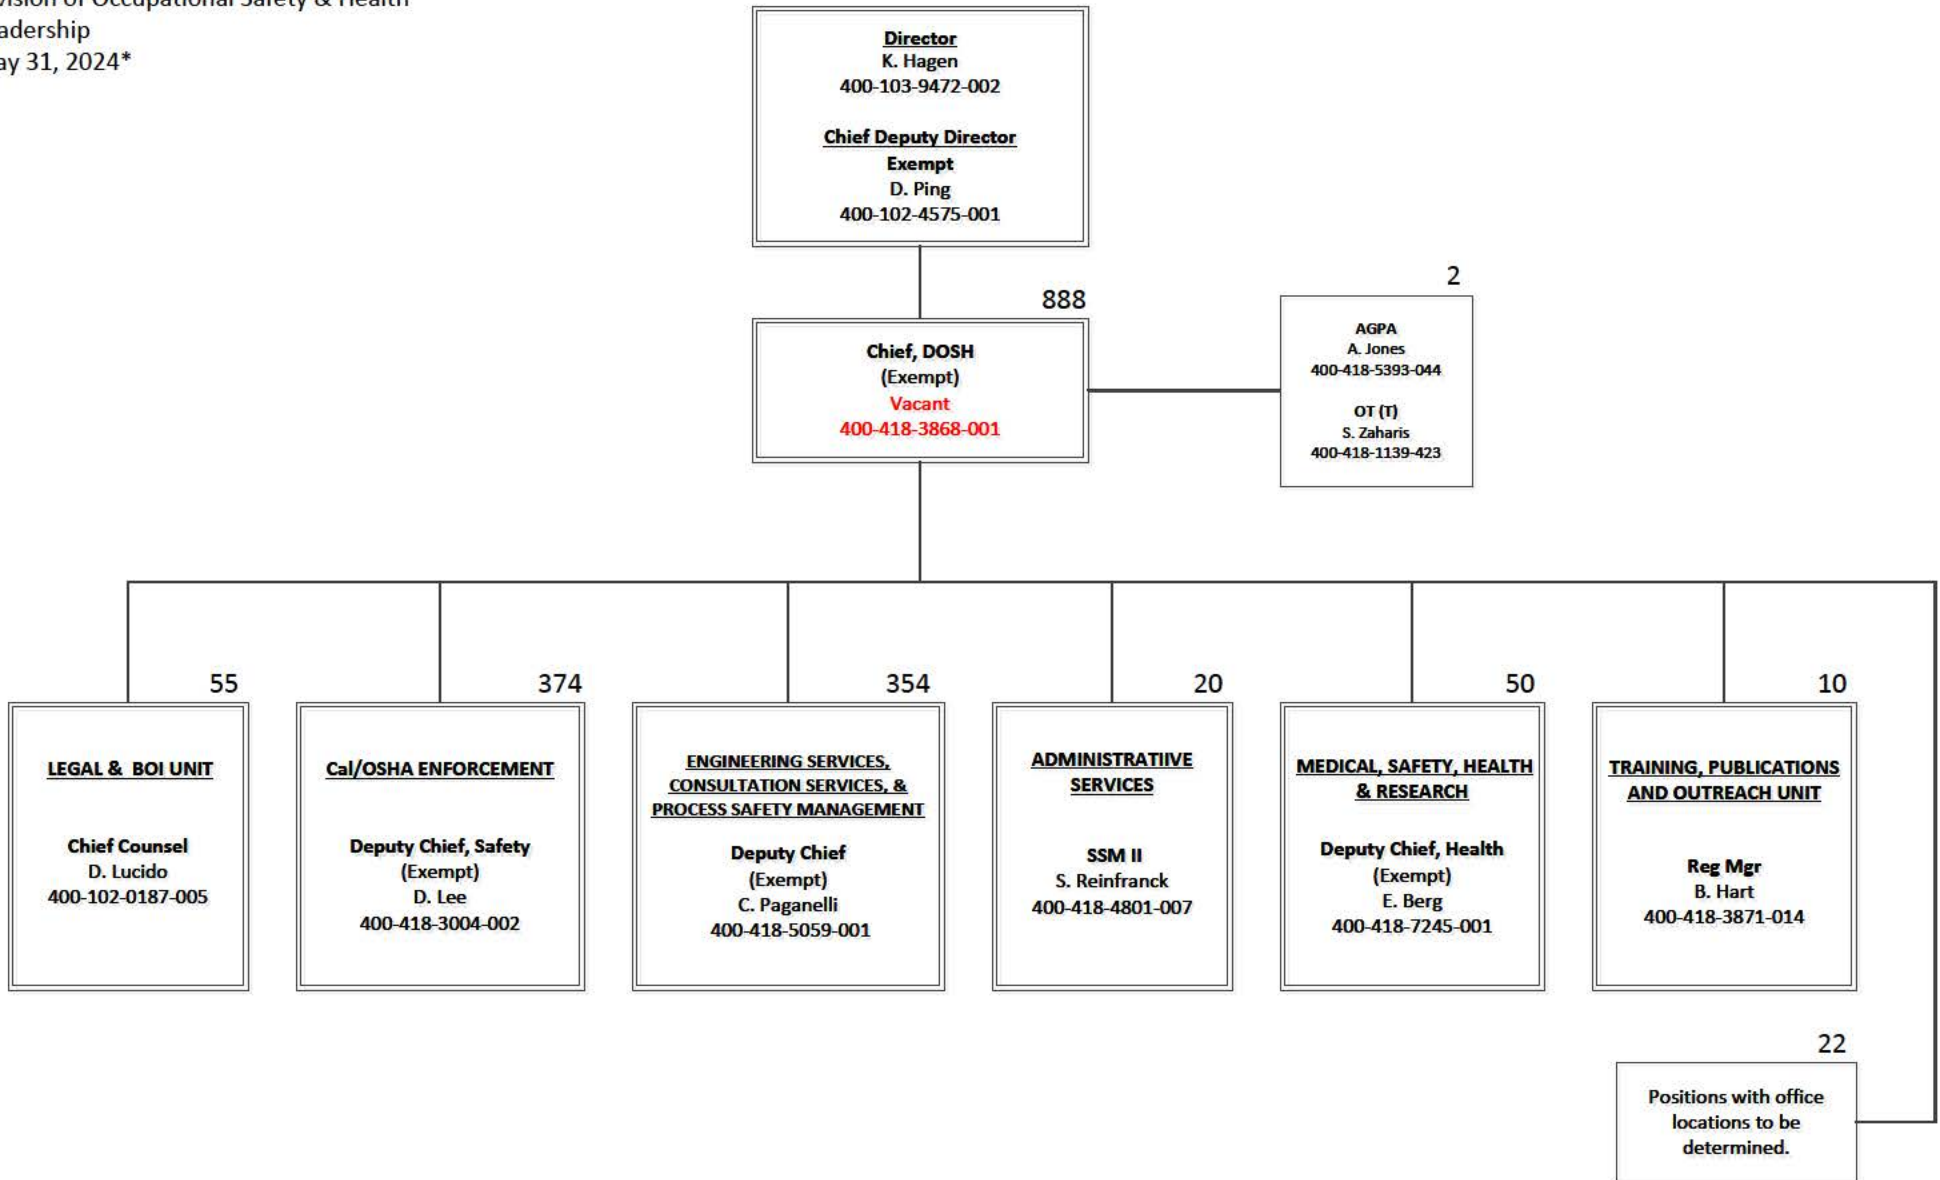 vision of Occupational Safety & Health
adership
ay 31, 2024*
Director
K. Hagen
400-103-9472-002
Chief Deputy Director
Exempt
D. Ping
400-102-4575-001
888
Chief, DOSH
(Exempt)
Vacant
400-418-3868-001
2
AGPA
A. Jones
400-418-5393-044
OT (T)
S. Zaharis
400-418-1139-423
55
LEGAL & BOI UNIT
Chief Counsel
D. Lucido
400-102-0187-005
374
Cal/OSHA ENFORCEMENT
Deputy Chief, Safety
(Exempt)
D. Lee
400-418-3004-002
354
ENGINEERING SERVICES,
CONSULTATION SERVICES, &
PROCESS SAFETY MANAGEMENT
Deputy Chief
(Exempt)
C. Paganelli
400-418-5059-001
20
ADMINISTRATIIVE
SERVICES
SSM II
S. Reinfranck
400-418-4801-007
50
MEDICAL, SAFETY, HEALTH
& RESEARCH
Deputy Chief, Health
(Exempt)
E. Berg
400-418-7245-001
10
TRAINING, PUBLICATIONS
AND OUTREACH UNIT
Reg Mgr
B. Hart
400-418-3871-014
22
Positions with office
locations to be
determined.